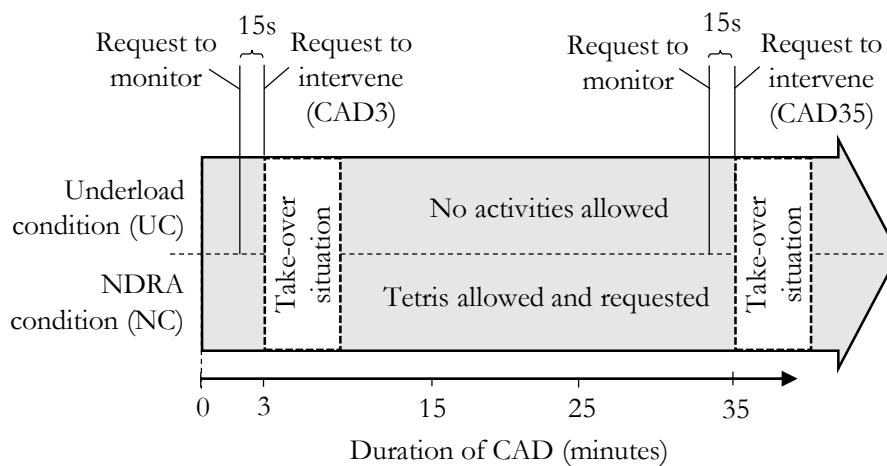 15s
Request to
monitor
Request to
intervene
(CAD3)
15s
Request to
monitor
Request to
intervene
(CAD35)
Underload
condition (UC)
NDRA
condition (NC)
Take-over
situation
No activities allowed
Tetris allowed and requested
Take-over
situation
0
3
15
25
35
Duration of CAD (minutes)